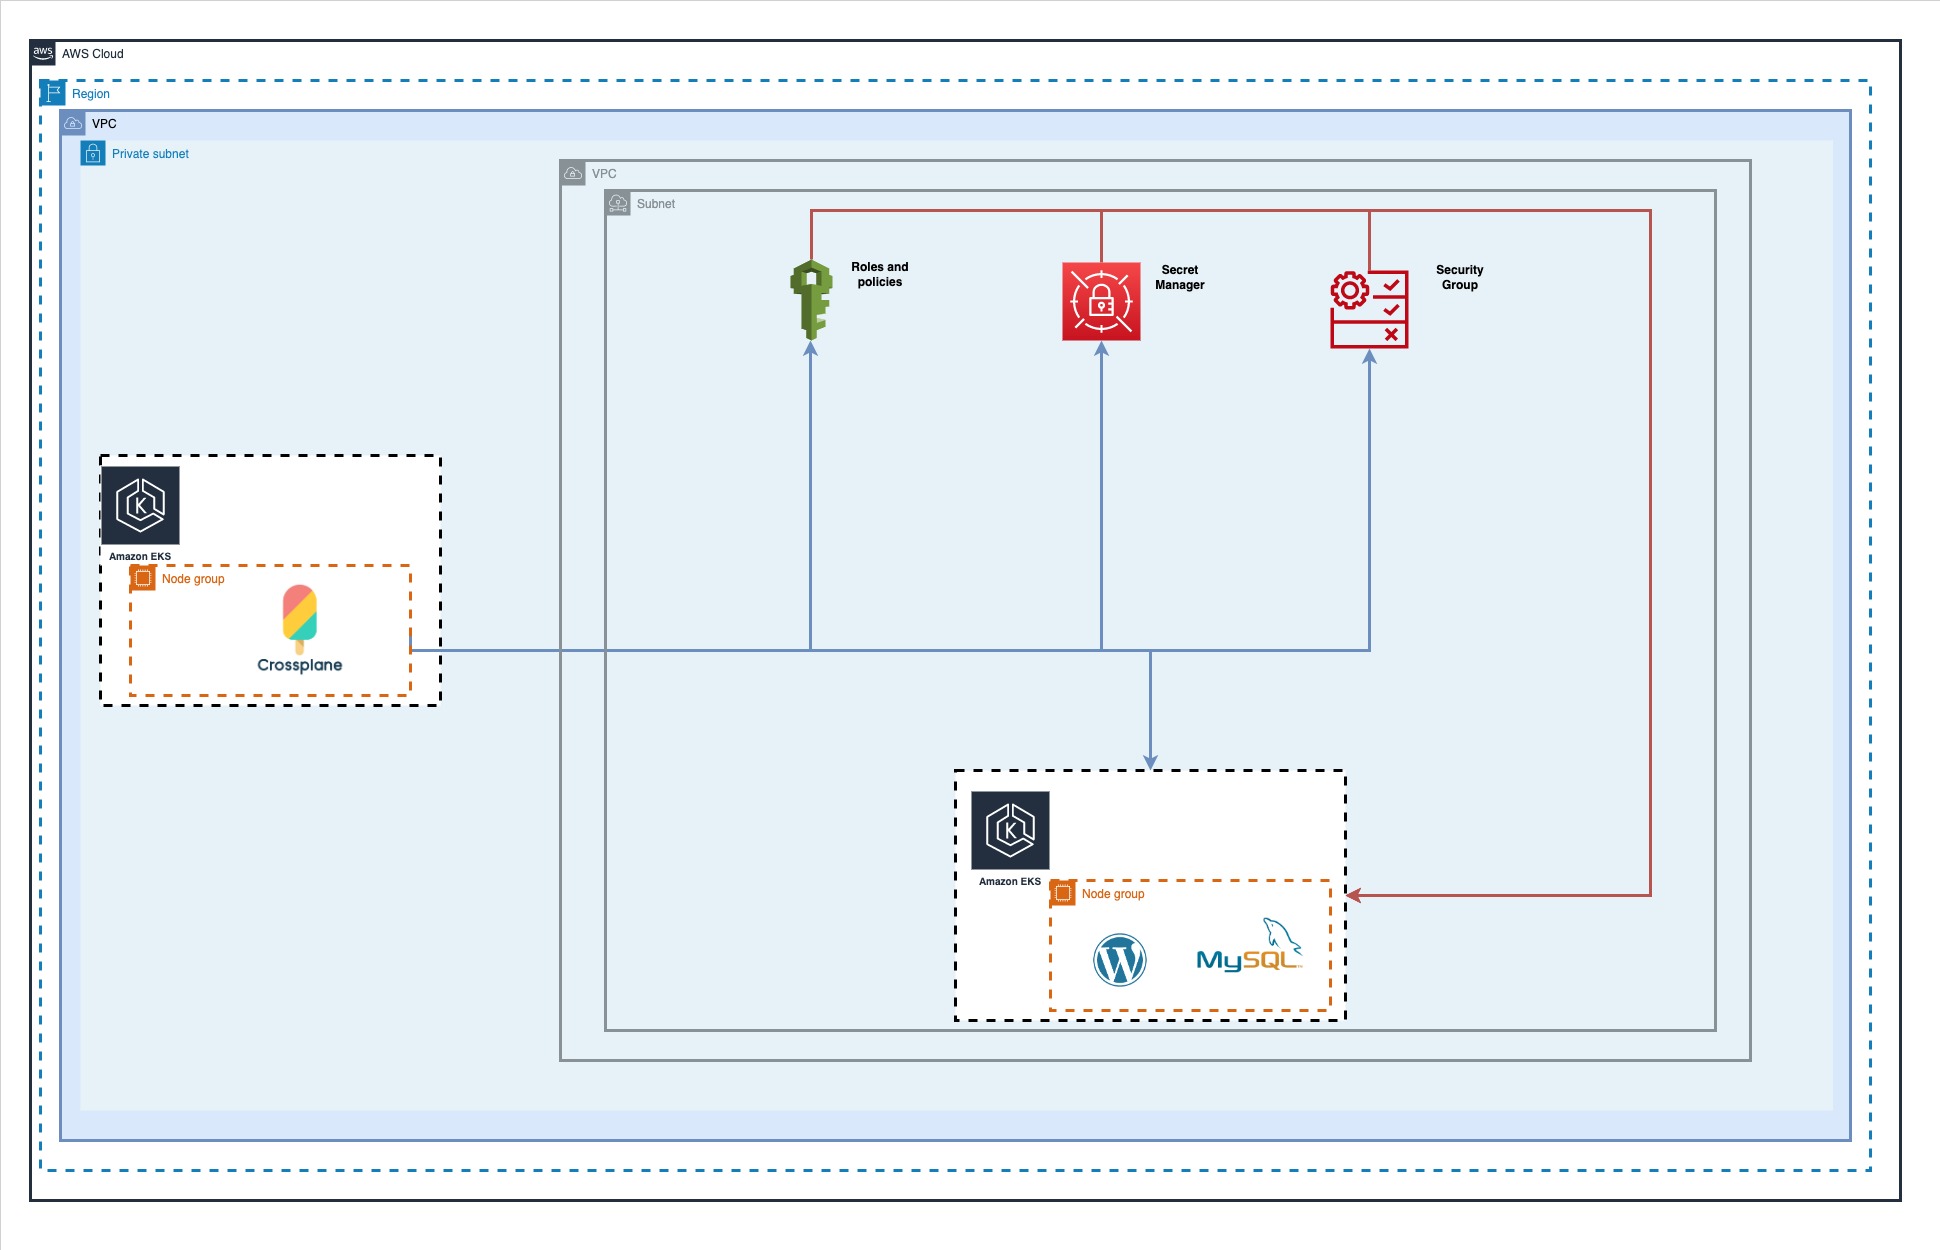 aws
AWS Cloud
Region
VPC
Private subnet
VPC
Subnet
Roles and
policies
Secret
Manager
Security
Group
K
Amazon EKS
Node group
Crossplane
K
Amazon EKS
Node group
W
MySQL